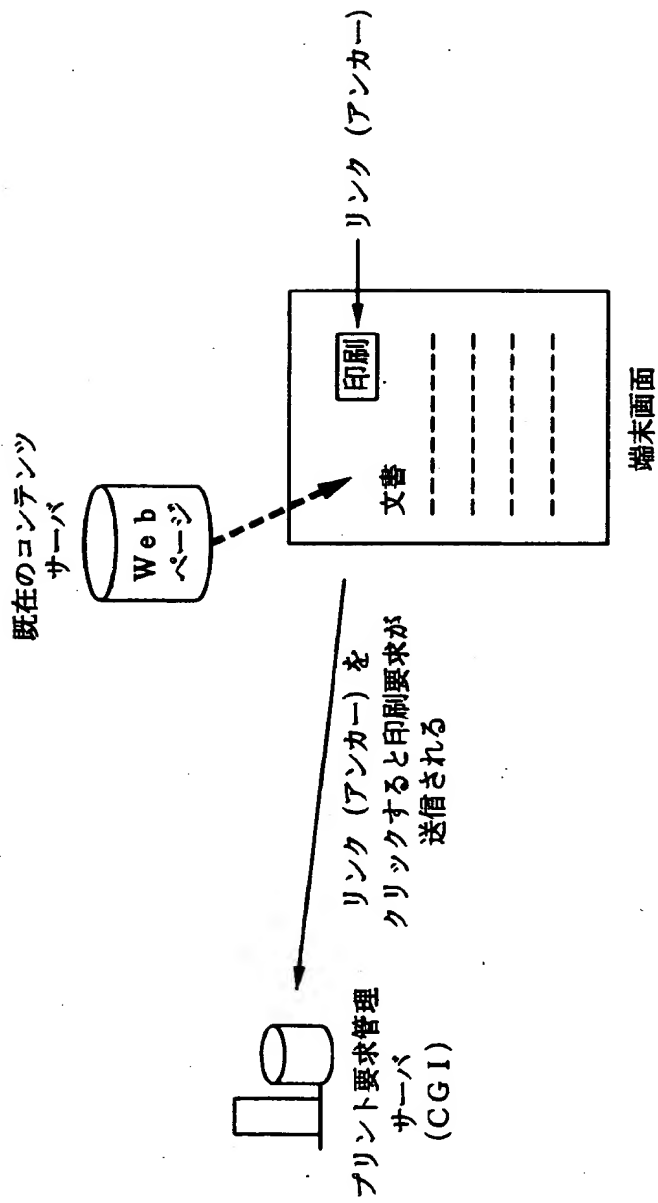 既在のコンテンツ
サーバ
Web
ページ
リンク (アンカー)
印刷
文書
端末画面
リンク (アンカー) を
クリックすると印刷要求が
送信される
プリント要求管理
サーバ
(CGI)